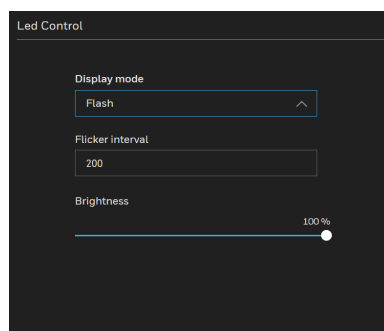 Led Control
Display mode
Flash
Flicker interval
200
Brightness
100 %